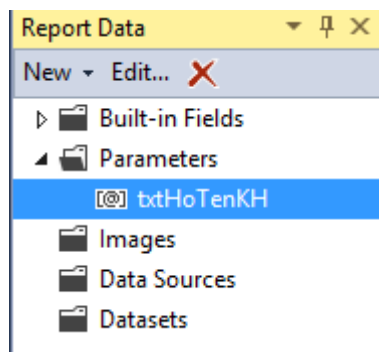 Report Data
New Edit...
Built-in Fields
Parameters
[@] txtHoTenKH
Images
Data Sources
Datasets